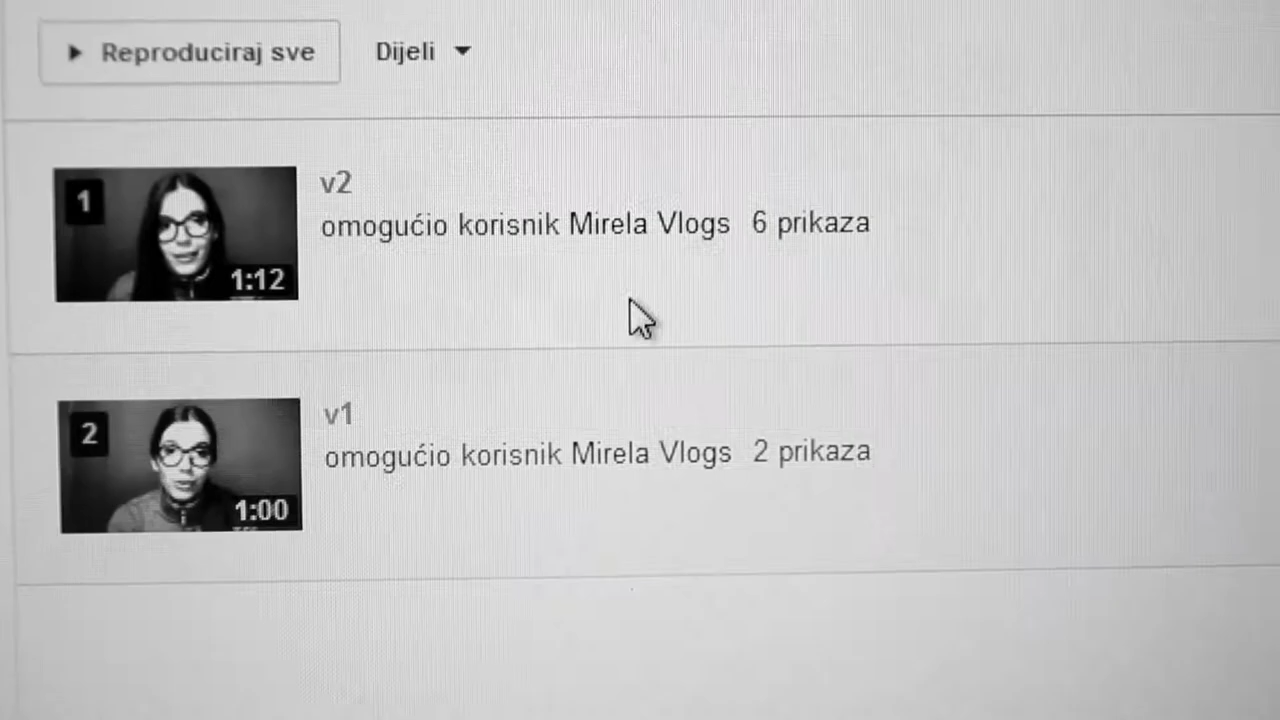 Reproduciraj sve Dijeli
1
v2
omogućio korisnik Mirela Vlogs 6 prikaza
1:12
2
v1
omogućio korisnik Mirela Vlogs 2 prikaza
1:00